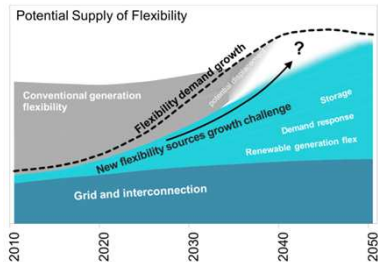 Potential Supply of Flexibility
Conventional generation
flexibility
Flexibility demand growth
potential
?
New flexibility sources growth challenge
Storage
Demand response
Renewable generation flex
Grid and interconnection
2010
2020
2030
2040
2050